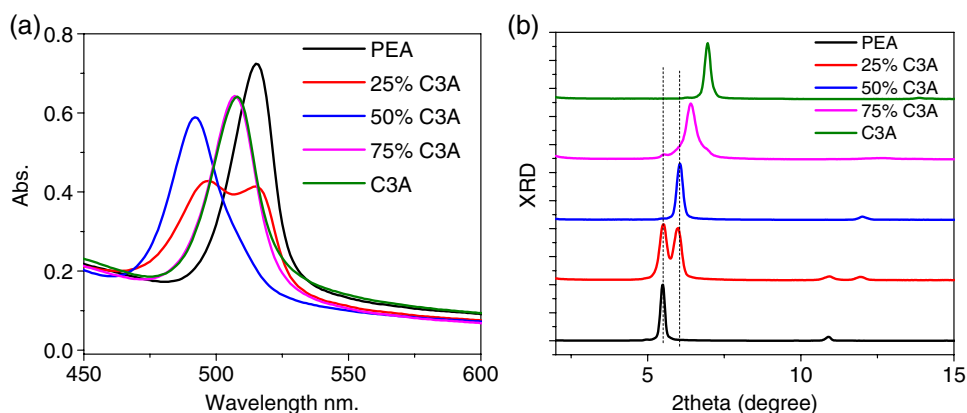 (a)
PEA
25% C3A
50% C3A
75% C3A
C3A
Abs.
0.8
0.6
0.4
0.2
0.0
450
500
550
600
Wavelength nm.
(b)
PEA
25% C3A
50% C3A
75% C3A
C3A
XRD
5
10
15
2theta (degree)